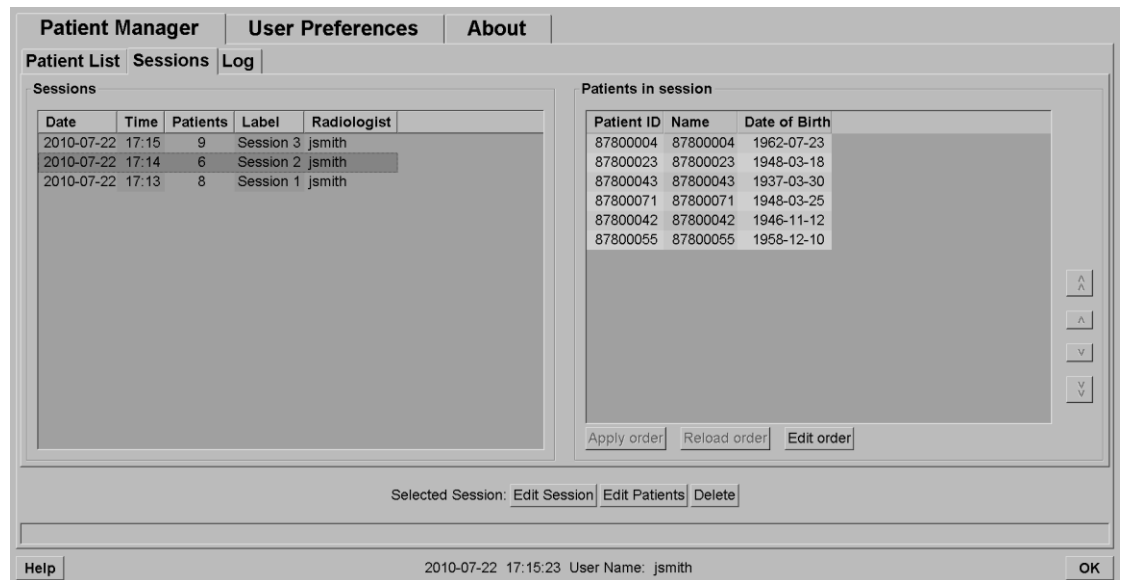 Patient Manager User Preferences About
Patient List Sessions Log
Sessions
Date Time Patients Label Radiologist
2010-07-22 17:15 9 Session 3 jsmith
2010-07-22 17:14 6 Session 2 jsmith
2010-07-22 17:13 8 Session 1 jsmith
Patients in session
Patient ID Name Date of Birth
87800004 87800004 1962-07-23
87800023 87800023 1948-03-18
87800043 87800043 1937-03-30
87800071 87800071 1948-03-25
87800042 87800042 1946-11-12
87800055 87800055 1958-12-10
Apply order Reload order Edit order
Selected Session: Edit Session Edit Patients Delete
Help 2010-07-22 17:15:23 User Name: jsmith OK